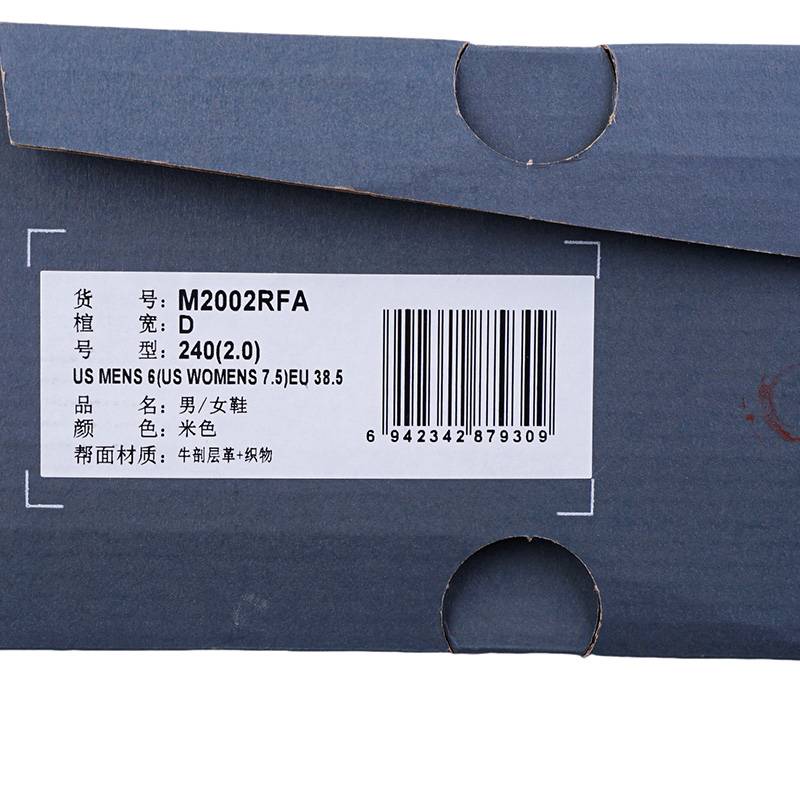 货 号：M2002RFA
楦 宽：D
号 型：240(2.0)
US MENS 6(US WOMENS 7.5)EU 38.5
品 名：男/女鞋
颜 色：米色
帮面材质：牛剖层革+织物
6 942342 879309